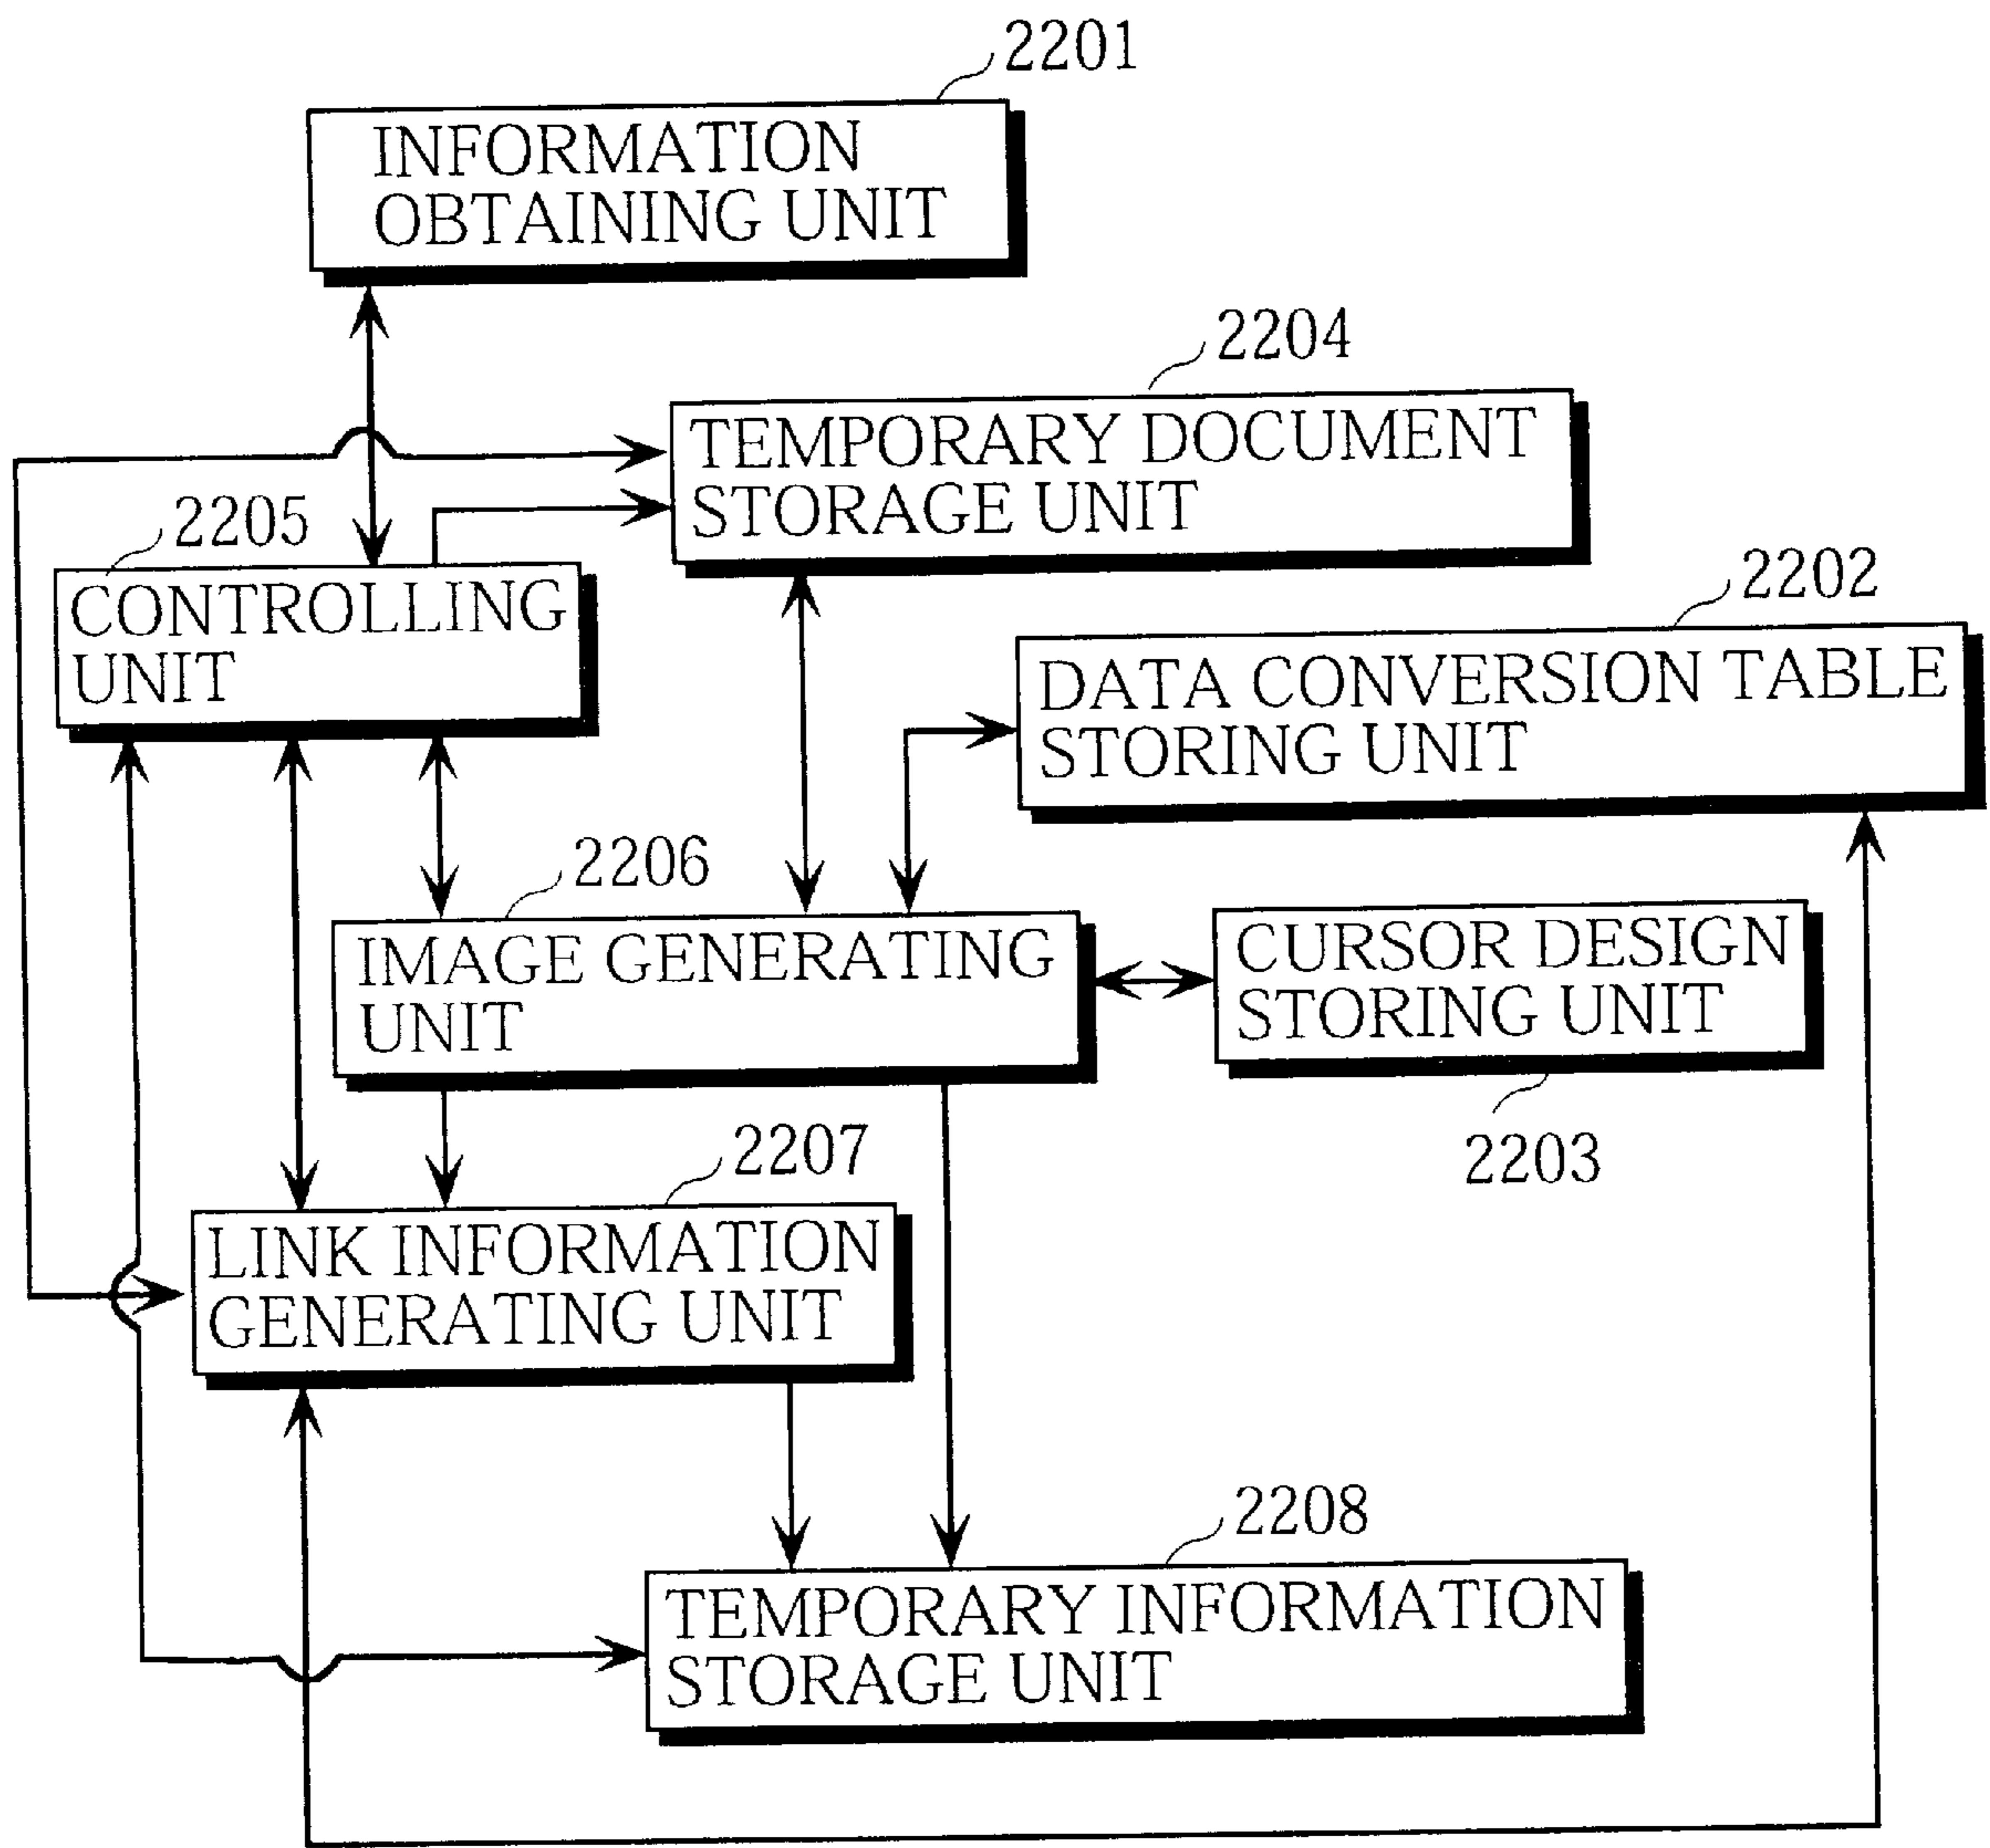 2201
INFORMATION
OBTAINING UNIT
2204
TEMPORARY DOCUMENT
STORAGE UNIT
2205
CONTROLLING
UNIT
2202
DATA CONVERSION TABLE
STORING UNIT
2206
IMAGE GENERATING
UNIT
CURSOR DESIGN
STORING UNIT
2203
2207
LINK INFORMATION
GENERATING UNIT
2208
TEMPORARY INFORMATION
STORAGE UNIT